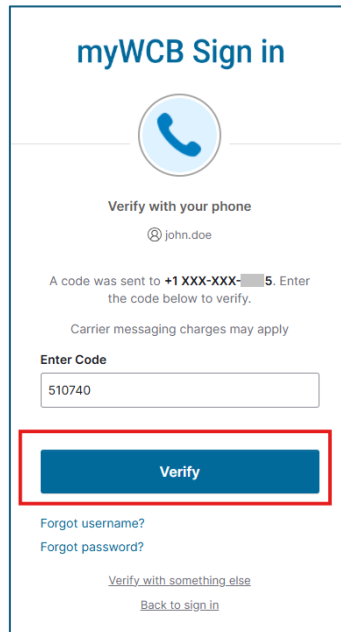 myWCB Sign in
Verify with your phone
john.doe
A code was sent to +1 XXX-XXX- 5. Enter
the code below to verify.
Carrier messaging charges may apply
Enter Code
510740
Verify
Forgot username?
Forgot password?
Verify with something else
Back to sign in